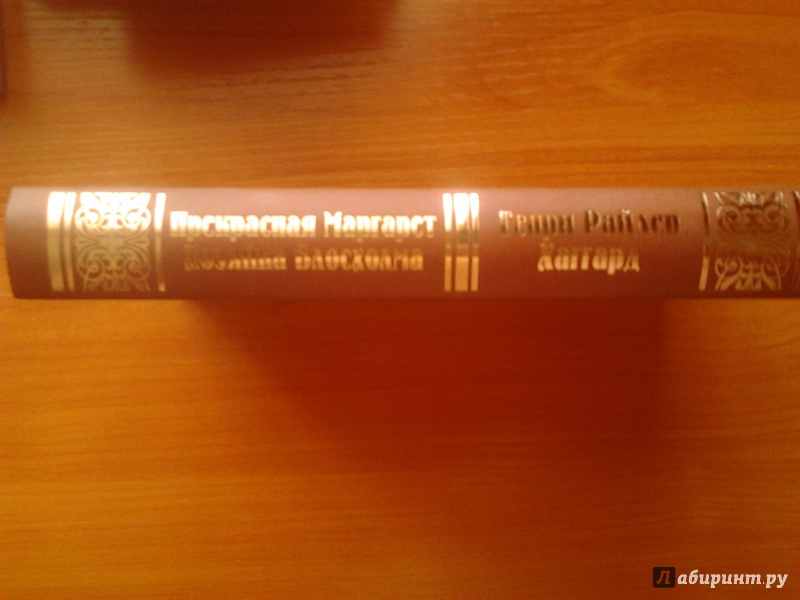 Прекрасная Маргарет
Хозяйка Блосхолма
Генри Райдер
Хаггард
Лабиринт.ру